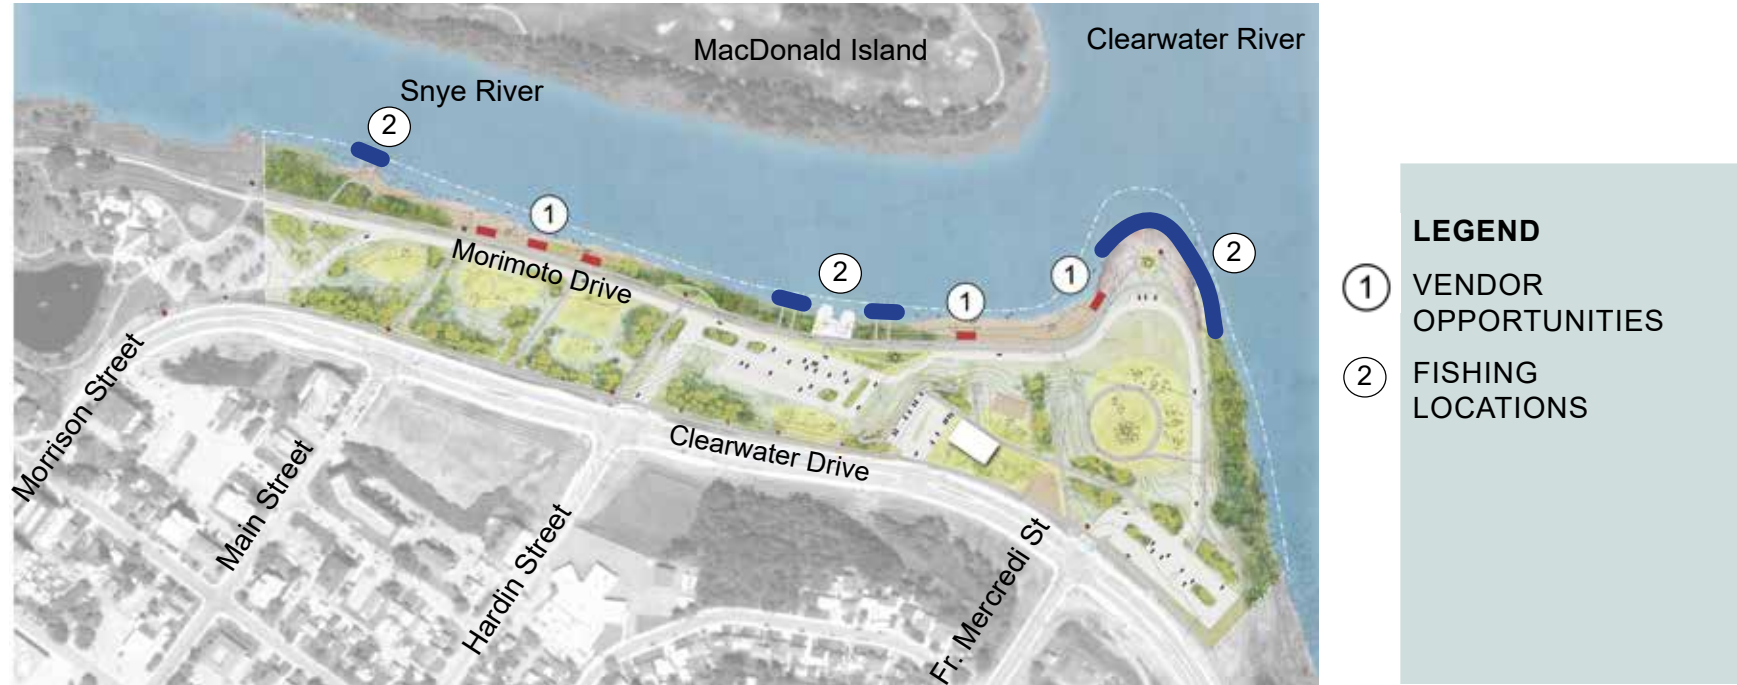 MacDonald Island
Clearwater River
Snye River
2
1
Morimoto Drive
2
1
1
2
Morrison Street
Main Street
Hardin Street
Clearwater Drive
Fr. Mercredi St
LEGEND
1 VENDOR
OPPORTUNITIES
2 FISHING
LOCATIONS